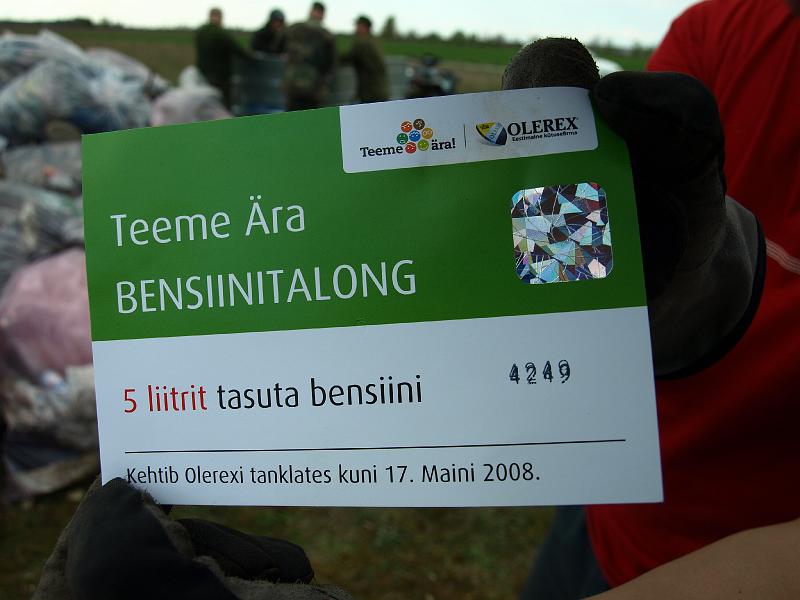 Teeme ära!
OLEREX
Eestimaine kütusefirma
Teeme Ära
BENSIINITALONG
5 liitrit tasuta bensiini
4249
Kehtib Olerexi tanklates kuni 17. Maini 2008.